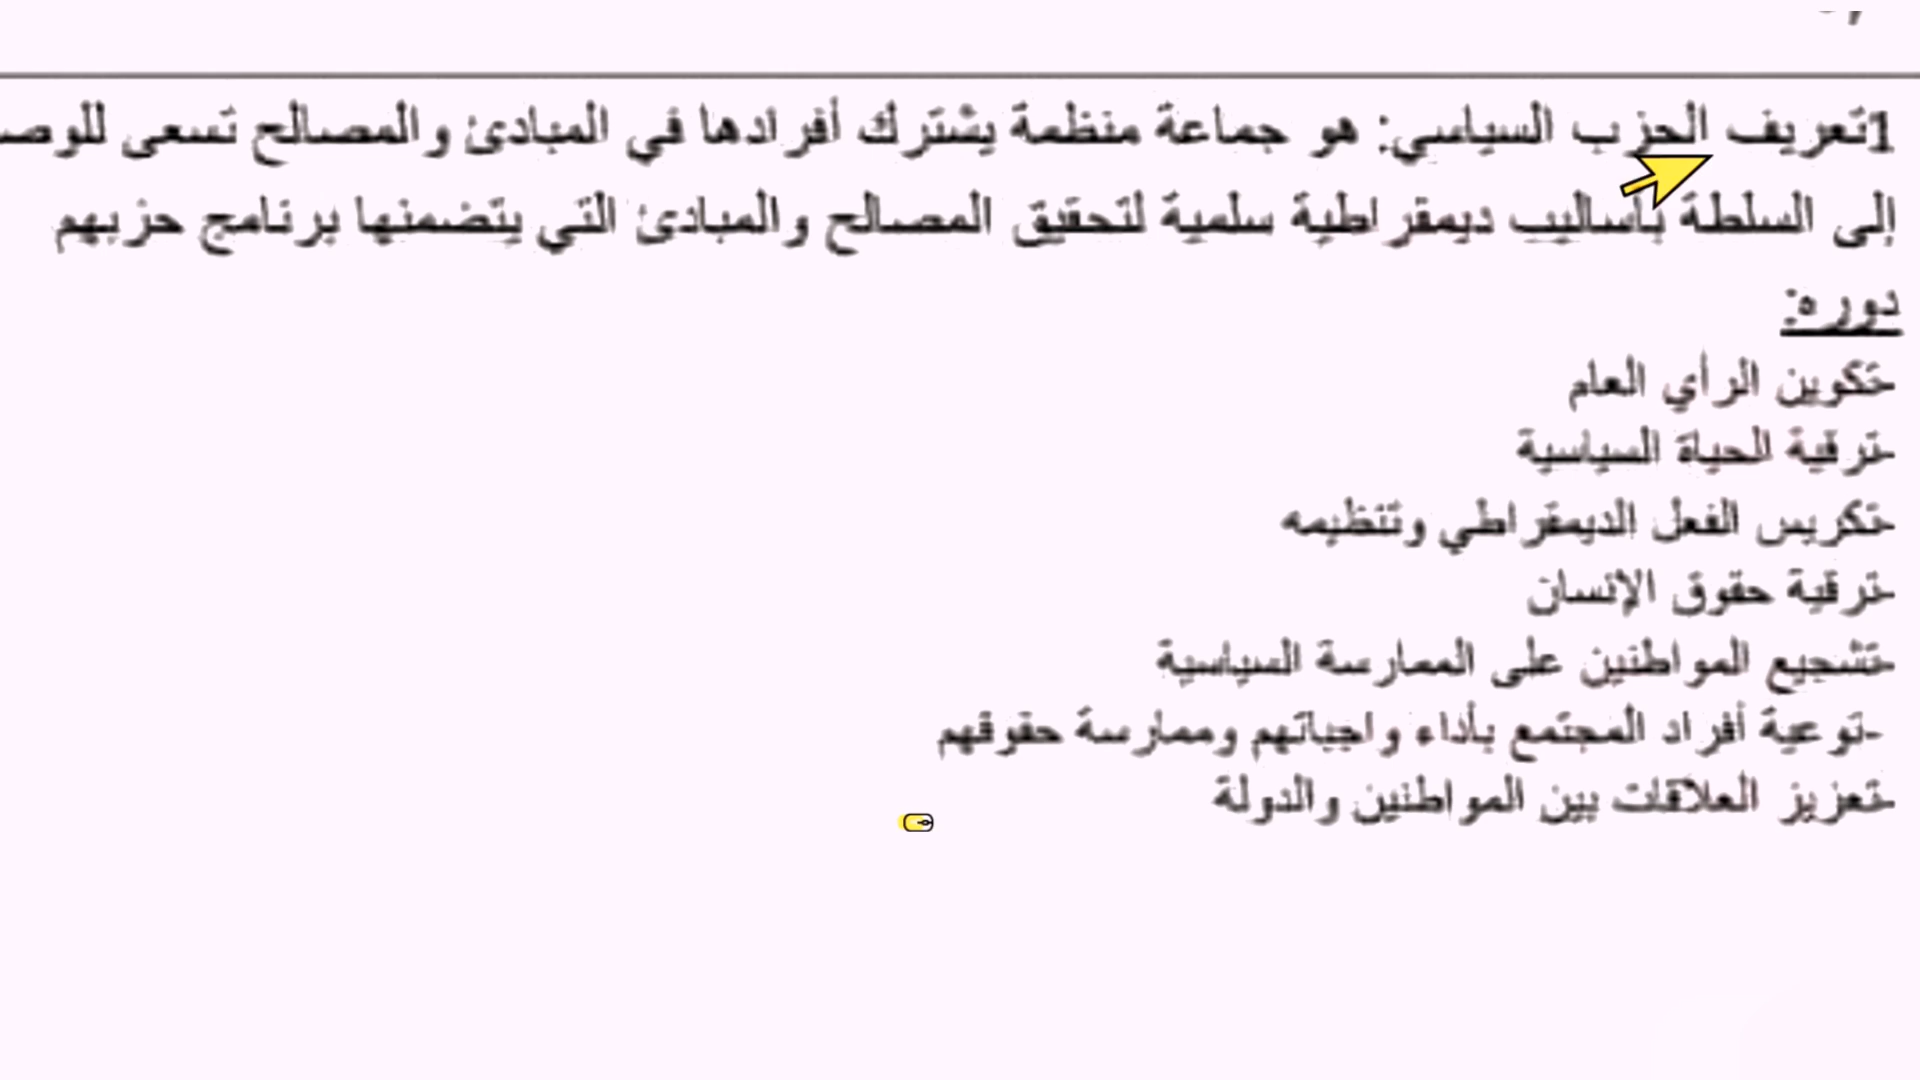 1تعريف الحزب السياسي: هو جماعة منظمة يشترك أفرادها في المبادئ والمصالح تسعى
إلى السلطة بأساليب ديمقراطية سلمية لتحقيق المصالح والمبادئ التي يتضمنها برنامج حزبهم
دوره:
-تكوين الرأي العام
-ترقية الحياة السياسية
-تكريس الفعل الديمقراطي وتنظيمه
-ترقية حقوق الإنسان
-تشجيع المواطنين على الممارسة السياسية
-توعية أفراد المجتمع بأداء واجباتهم وممارسة حقوقهم
-تعزيز العلاقات بين المواطنين والدولة